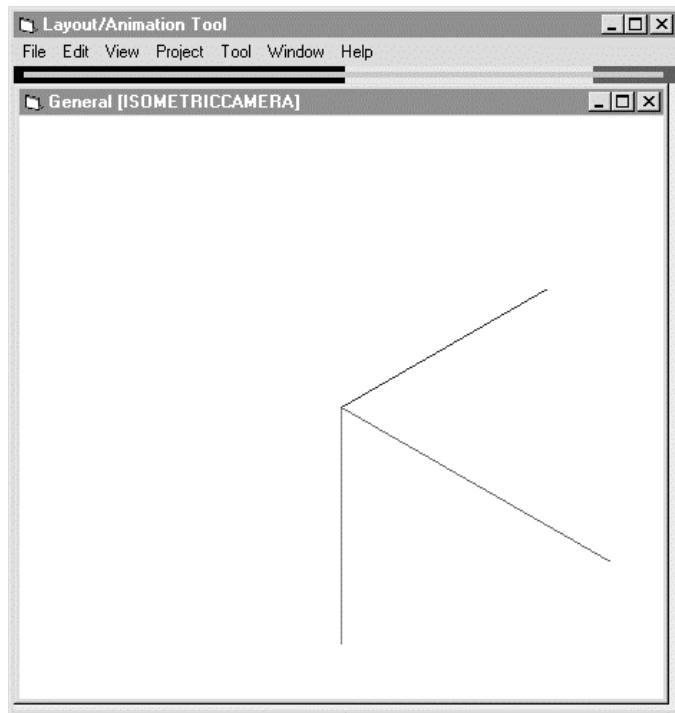 Layout/Animation Tool
File Edit View Project Tool Window Help
General [ISOMETRICCAMERA]